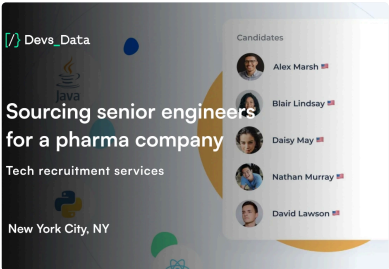 [/] Devs_Data
Java
Sourcing senior engineers
for a pharma company
Tech recruitment services
New York City, NY
Candidates
Alex Marsh
Blair Lindsay
Daisy May
Nathan Murray
David Lawson